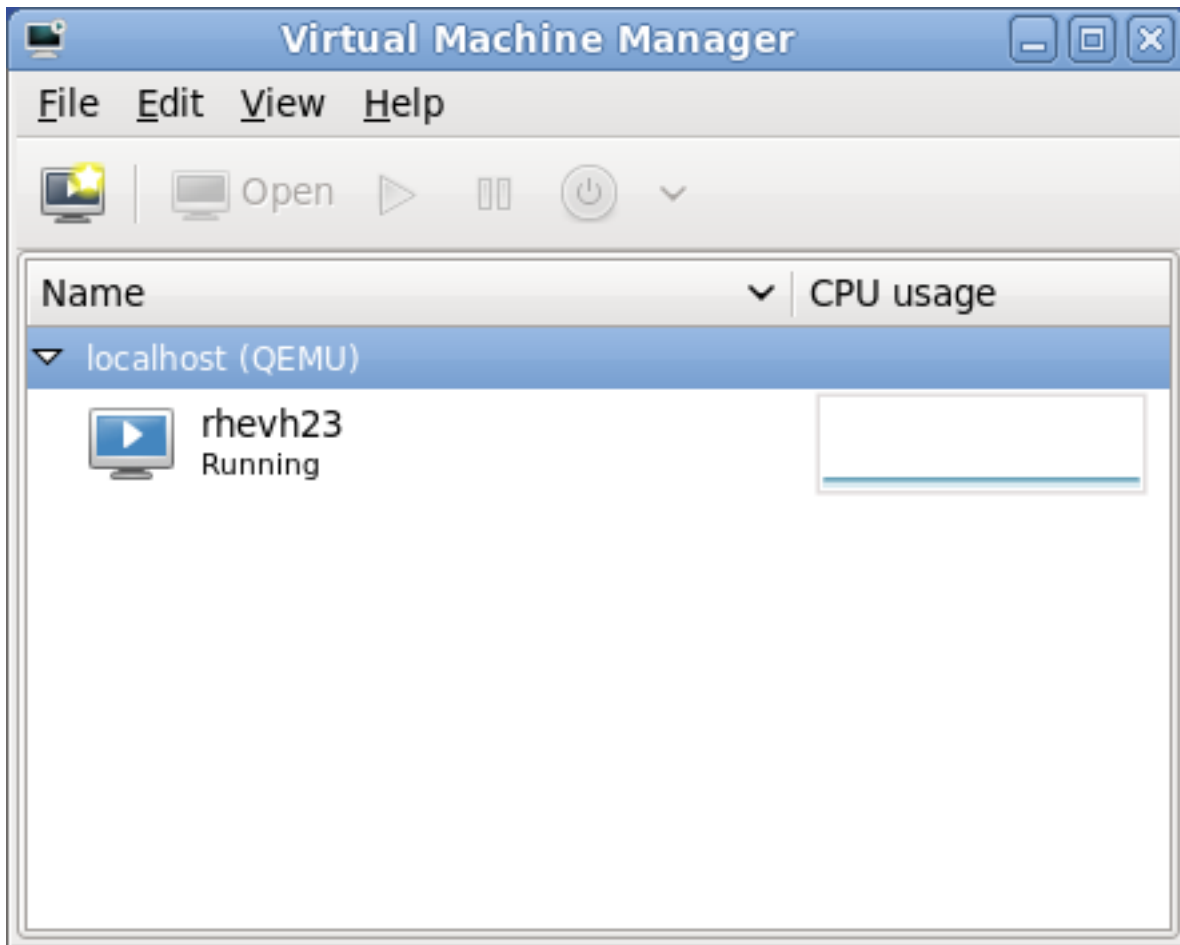 Virtual Machine Manager
File Edit View Help
Open
Name CPU usage
localhost (QEMU)
rhevh23
Running